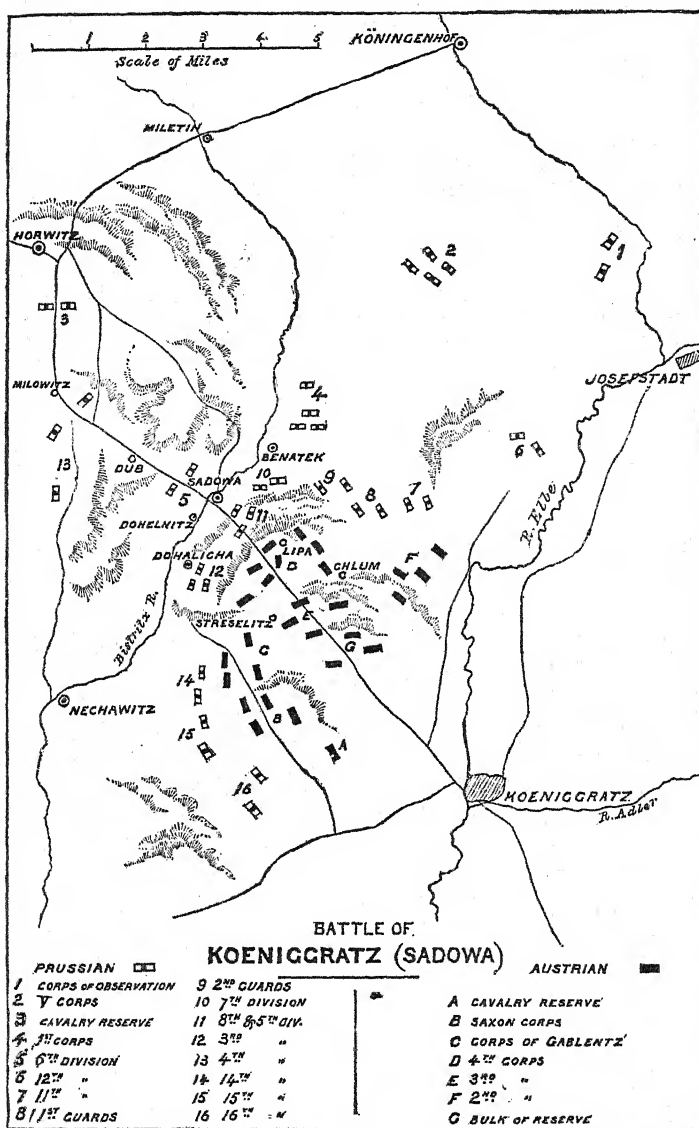 1 2 3 4 5
Scale of Miles
KÖNINGENHOF
MILETIN
HORWITZ
2
1
3
JOSEFSTADT
MILOWITZ
4
BENATEK
6
DUB
13
SADOWA
10
9
8
7
5
R. Elbe
11
DOHELNITZ
LIPA
D
CHLUM
F
DOHALICHA
12
Bistritz R.
STRESELITZ
E
G
C
14
NECHAWITZ
B
15
A
16
KOENIGGRATZ
R. Adler
BATTLE OF
KOENIGGRATZ (SADOWA)
PRUSSIAN
AUSTRIAN
1 CORPS OF OBSERVATION
2 V CORPS
3 CAVALRY RESERVE
4 1ST CORPS
5 6TH DIVISION
6 12TH "
7 11TH "
8 1ST GUARDS
9 2ND GUARDS
10 7TH DIVISION
11 8TH & 5TH DIV.
12 3RD "
13 4TH "
14 14TH "
15 15TH "
16 16TH "
A CAVALRY RESERVE
B SAXON CORPS
C CORPS OF GABLENTZ
D 4TH CORPS
E 3RD "
F 2ND "
G BULK OF RESERVE